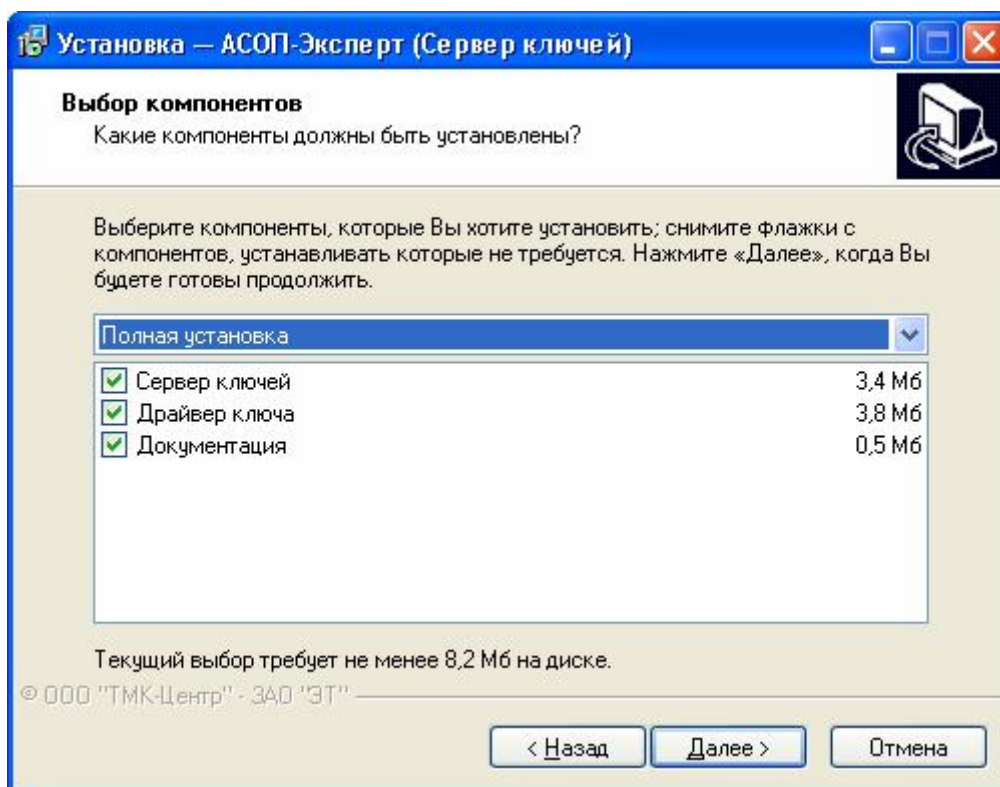 Установка — АСОП-Эксперт (Сервер ключей)
Выбор компонентов
Какие компоненты должны быть установлены?
Выберите компоненты, которые Вы хотите установить; снимите флажки с
компонентов, устанавливать которые не требуется. Нажмите «Далее», когда Вы
будете готовы продолжить.
Полная установка
Сервер ключей 3,4 Мб
Драйвер ключа 3,8 Мб
Документация 0,5 Мб
Текущий выбор требует не менее 8,2 Мб на диске.
© ООО "ТМК-Центр" - ЗАО "ЭТ"
< Назад Далее > Отмена